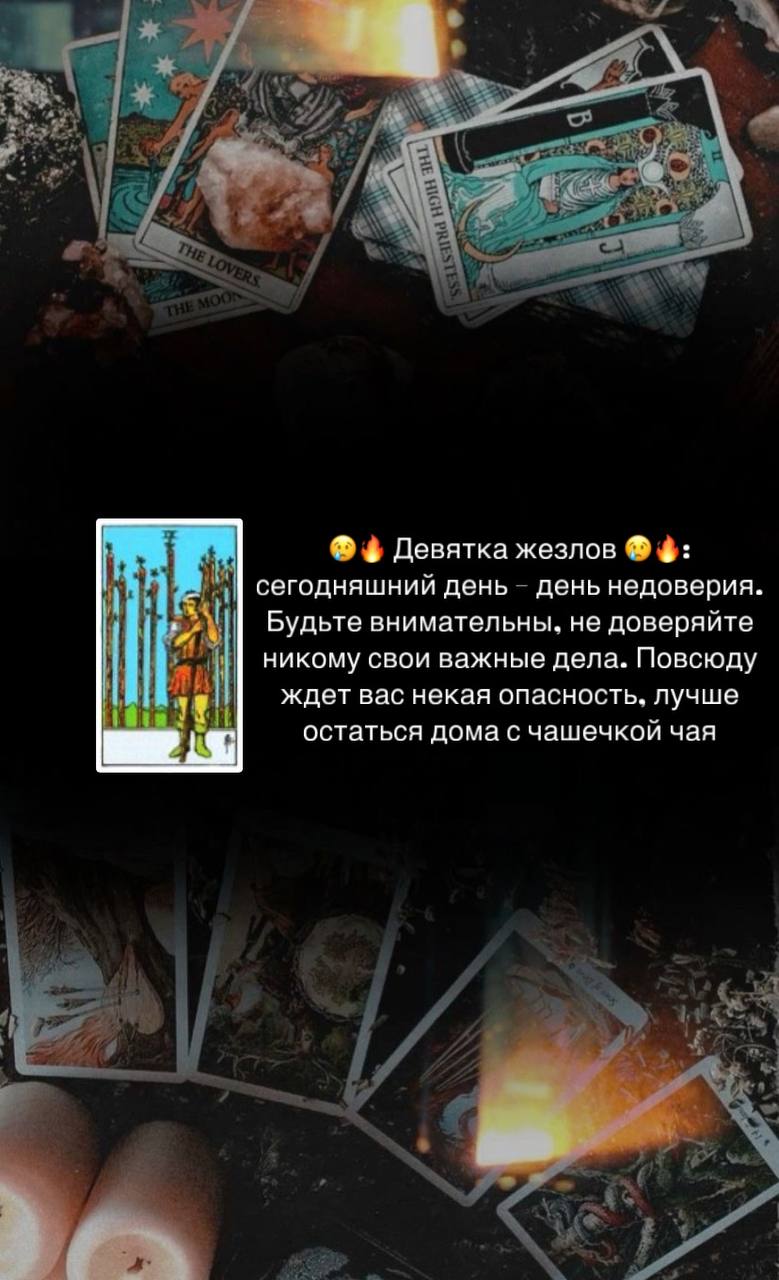 THE LOVERS.
THE MOON
THE HIGH PRIESTESS.
B
J
😢🔥 Девятка жезлов 😢🔥:
сегодняшний день – день недоверия.
Будьте внимательны, не доверяйте
никому свои важные дела. Повсюду
ждет вас некая опасность, лучше
остаться дома с чашечкой чая